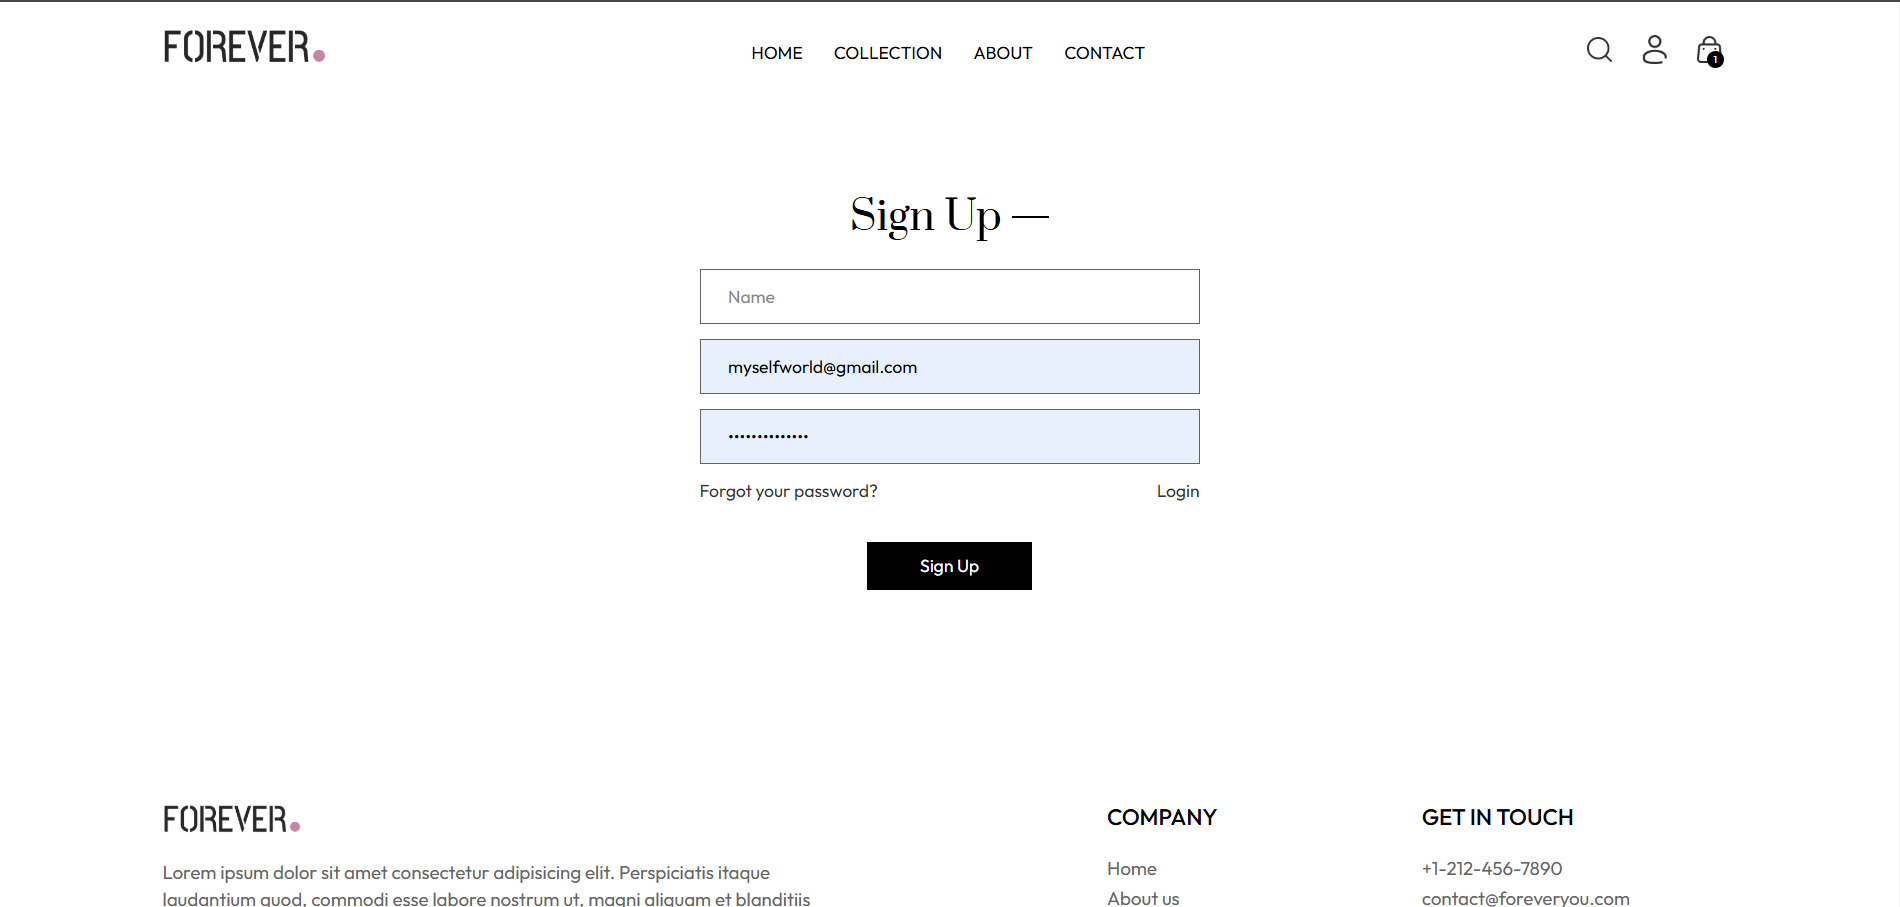 FOREVER.
HOME COLLECTION ABOUT CONTACT
1
Sign Up —
Name
myselfworld@gmail.com
••••••••••••••
Forgot your password? Login
Sign Up
FOREVER.
Lorem ipsum dolor sit amet consectetur adipisicing elit. Perspiciatis itaque
laudantium quod, commodi esse labore nostrum ut, magni aliquam et blanditiis
COMPANY
Home
About us
GET IN TOUCH
+1-212-456-7890
contact@foreveryou.com